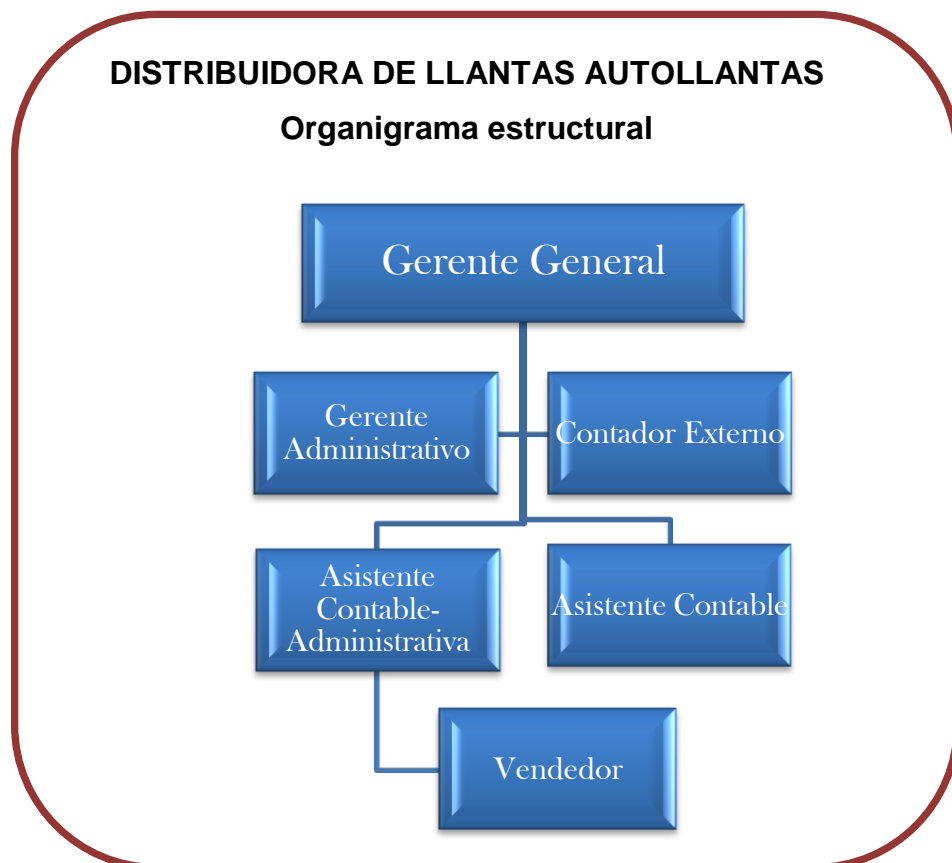 DISTRIBUIDORA DE LLANTAS AUTOLLANTAS
Organigrama estructural
Gerente General
Gerente
Administrativo
Contador Externo
Asistente
Contable-
Administrativa
Asistente Contable
Vendedor